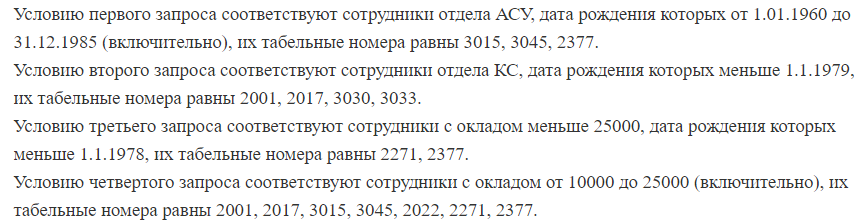 Условию первого запроса соответствуют сотрудники отдела АСУ, дата рождения которых от 1.01.1960 до
31.12.1985 (включительно), их табельные номера равны 3015, 3045, 2377.
Условию второго запроса соответствуют сотрудники отдела КС, дата рождения которых меньше 1.1.1979,
их табельные номера равны 2001, 2017, 3030, 3033.
Условию третьего запроса соответствуют сотрудники с окладом меньше 25000, дата рождения которых
меньше 1.1.1978, их табельные номера равны 2271, 2377.
Условию четвертого запроса соответствуют сотрудники с окладом от 10000 до 25000 (включительно), их
табельные номера равны 2001, 2017, 3015, 3045, 2022, 2271, 2377.